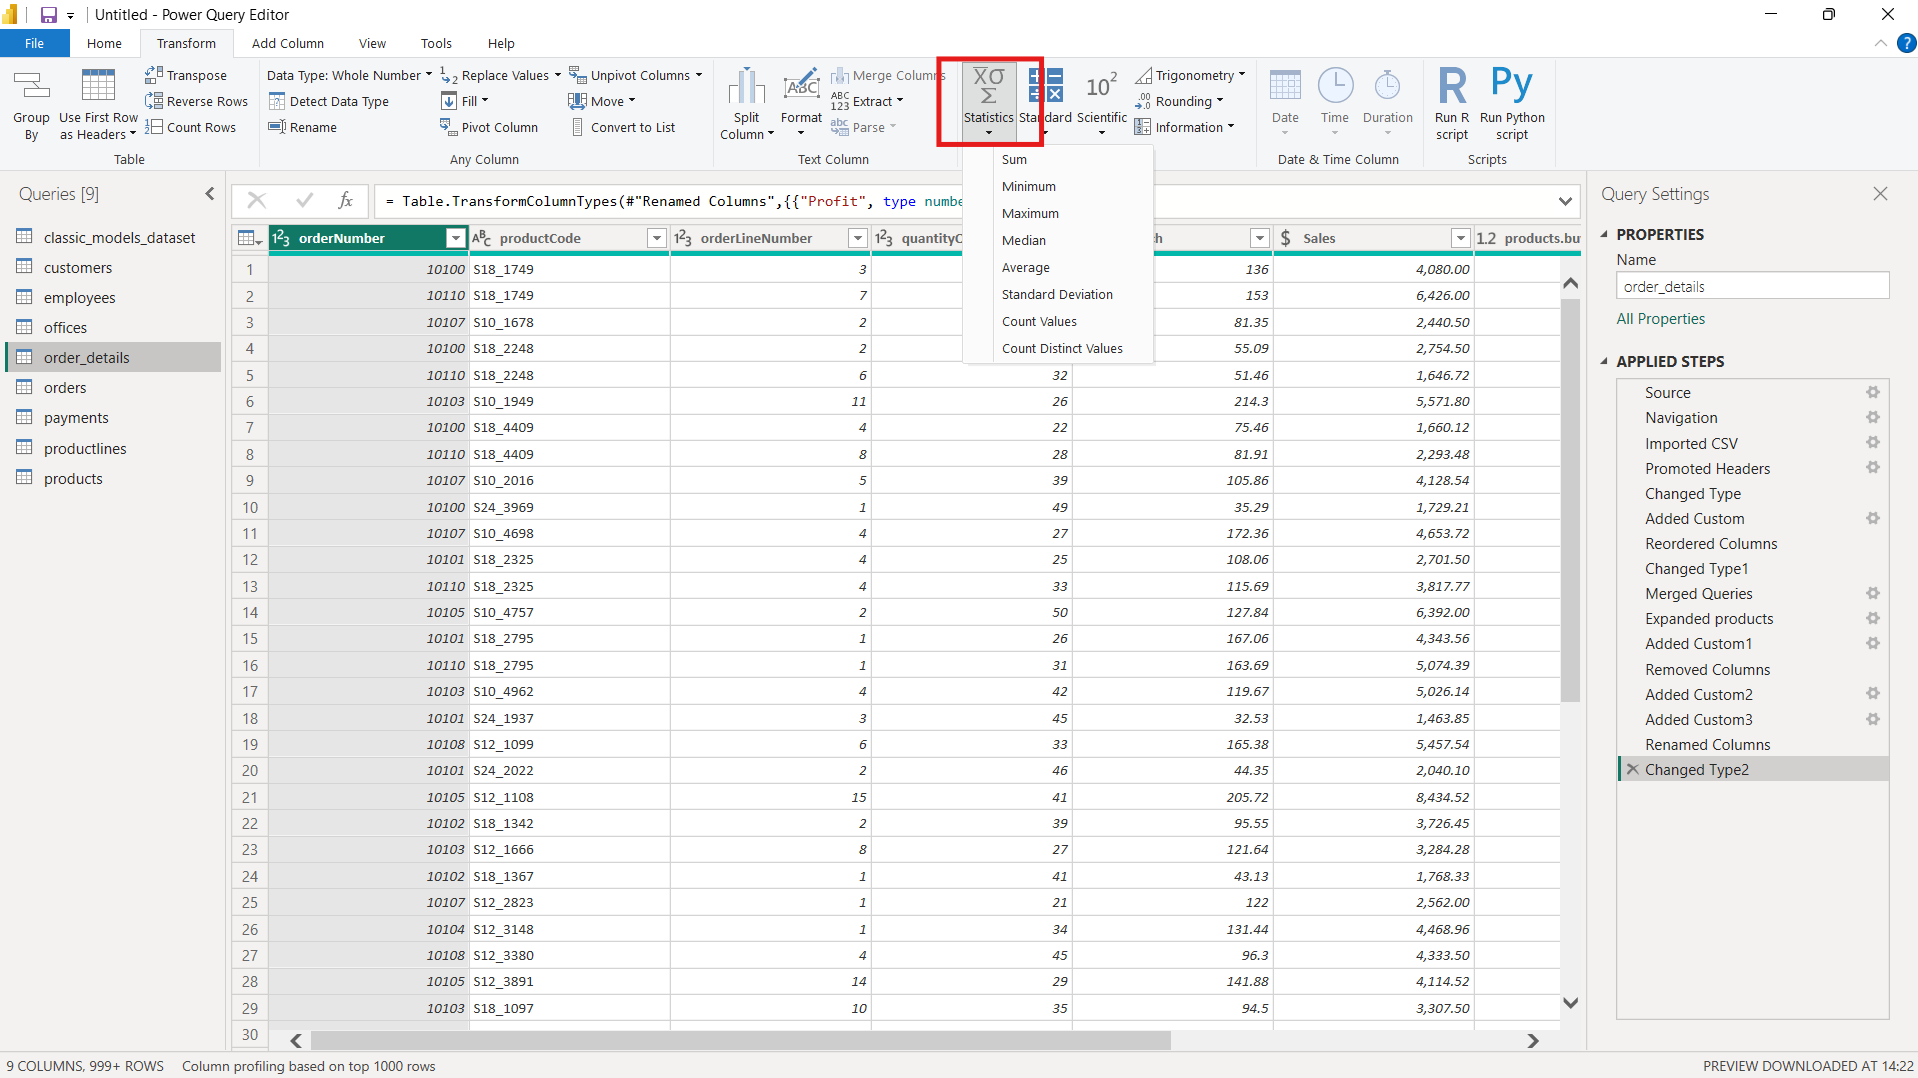 Untitled - Power Query Editor
File Home Transform Add Column View Tools Help
Group By
Use First Row as Headers
Transpose
Reverse Rows
Count Rows
Table
Data Type: Whole Number
Detect Data Type
Rename
Replace Values
Fill
Pivot Column
Unpivot Columns
Move
Convert to List
Any Column
Split Column
Format
Merge Columns
Extract
Parse
Text Column
Statistics
Standard
Scientific
Trigonometry
Rounding
Information
Date
Time
Duration
Date & Time Column
Run R script
Run Python script
Scripts
Sum
Minimum
Maximum
Median
Average
Standard Deviation
Count Values
Count Distinct Values
Queries [9]
classic_models_dataset
customers
employees
offices
order_details
orders
payments
productlines
products
= Table.TransformColumnTypes(#"Renamed Columns",{{"Profit", type numbe
orderNumber productCode orderLineNumber quantityO ch $ Sales 1.2 products.bu
1 10100 S18_1749 3 136 4,080.00
2 10110 S18_1749 7 153 6,426.00
3 10107 S10_1678 2 81.35 2,440.50
4 10100 S18_2248 2 55.09 2,754.50
5 10110 S18_2248 6 32 51.46 1,646.72
6 10103 S10_1949 11 26 214.3 5,571.80
7 10100 S18_4409 4 22 75.46 1,660.12
8 10110 S18_4409 8 28 81.91 2,293.48
9 10107 S10_2016 5 39 105.86 4,128.54
10 10100 S24_3969 1 49 35.29 1,729.21
11 10107 S10_4698 4 27 172.36 4,653.72
12 10101 S18_2325 4 25 108.06 2,701.50
13 10110 S18_2325 4 33 115.69 3,817.77
14 10105 S10_4757 2 50 127.84 6,392.00
15 10101 S18_2795 1 26 167.06 4,343.56
16 10110 S18_2795 1 31 163.69 5,074.39
17 10103 S10_4962 4 42 119.67 5,026.14
18 10101 S24_1937 3 45 32.53 1,463.85
19 10108 S12_1099 6 33 165.38 5,457.54
20 10101 S24_2022 2 46 44.35 2,040.10
21 10105 S12_1108 15 41 205.72 8,434.52
22 10102 S18_1342 2 39 95.55 3,726.45
23 10103 S12_1666 8 27 121.64 3,284.28
24 10102 S18_1367 1 41 43.13 1,768.33
25 10107 S12_2823 1 21 122 2,562.00
26 10104 S12_3148 1 34 131.44 4,468.96
27 10108 S12_3380 4 45 96.3 4,333.50
28 10105 S12_3891 14 29 141.88 4,114.52
29 10103 S18_1097 10 35 94.5 3,307.50
30
Query Settings
PROPERTIES
Name
order_details
All Properties
APPLIED STEPS
Source
Navigation
Imported CSV
Promoted Headers
Changed Type
Added Custom
Reordered Columns
Changed Type1
Merged Queries
Expanded products
Added Custom1
Removed Columns
Added Custom2
Added Custom3
Renamed Columns
Changed Type2
9 COLUMNS, 999+ ROWS Column profiling based on top 1000 rows
PREVIEW DOWNLOADED AT 14:22